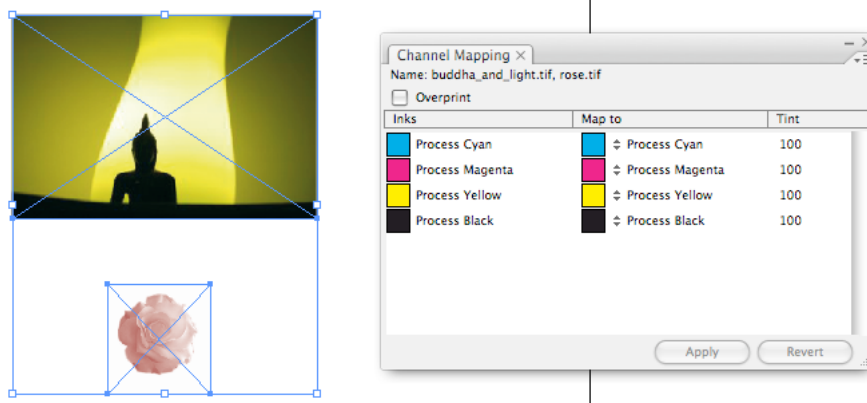 Channel Mapping
Name: buddha_and_light.tif, rose.tif
Overprint
Inks Map to Tint
Process Cyan Process Cyan 100
Process Magenta Process Magenta 100
Process Yellow Process Yellow 100
Process Black Process Black 100
Apply Revert